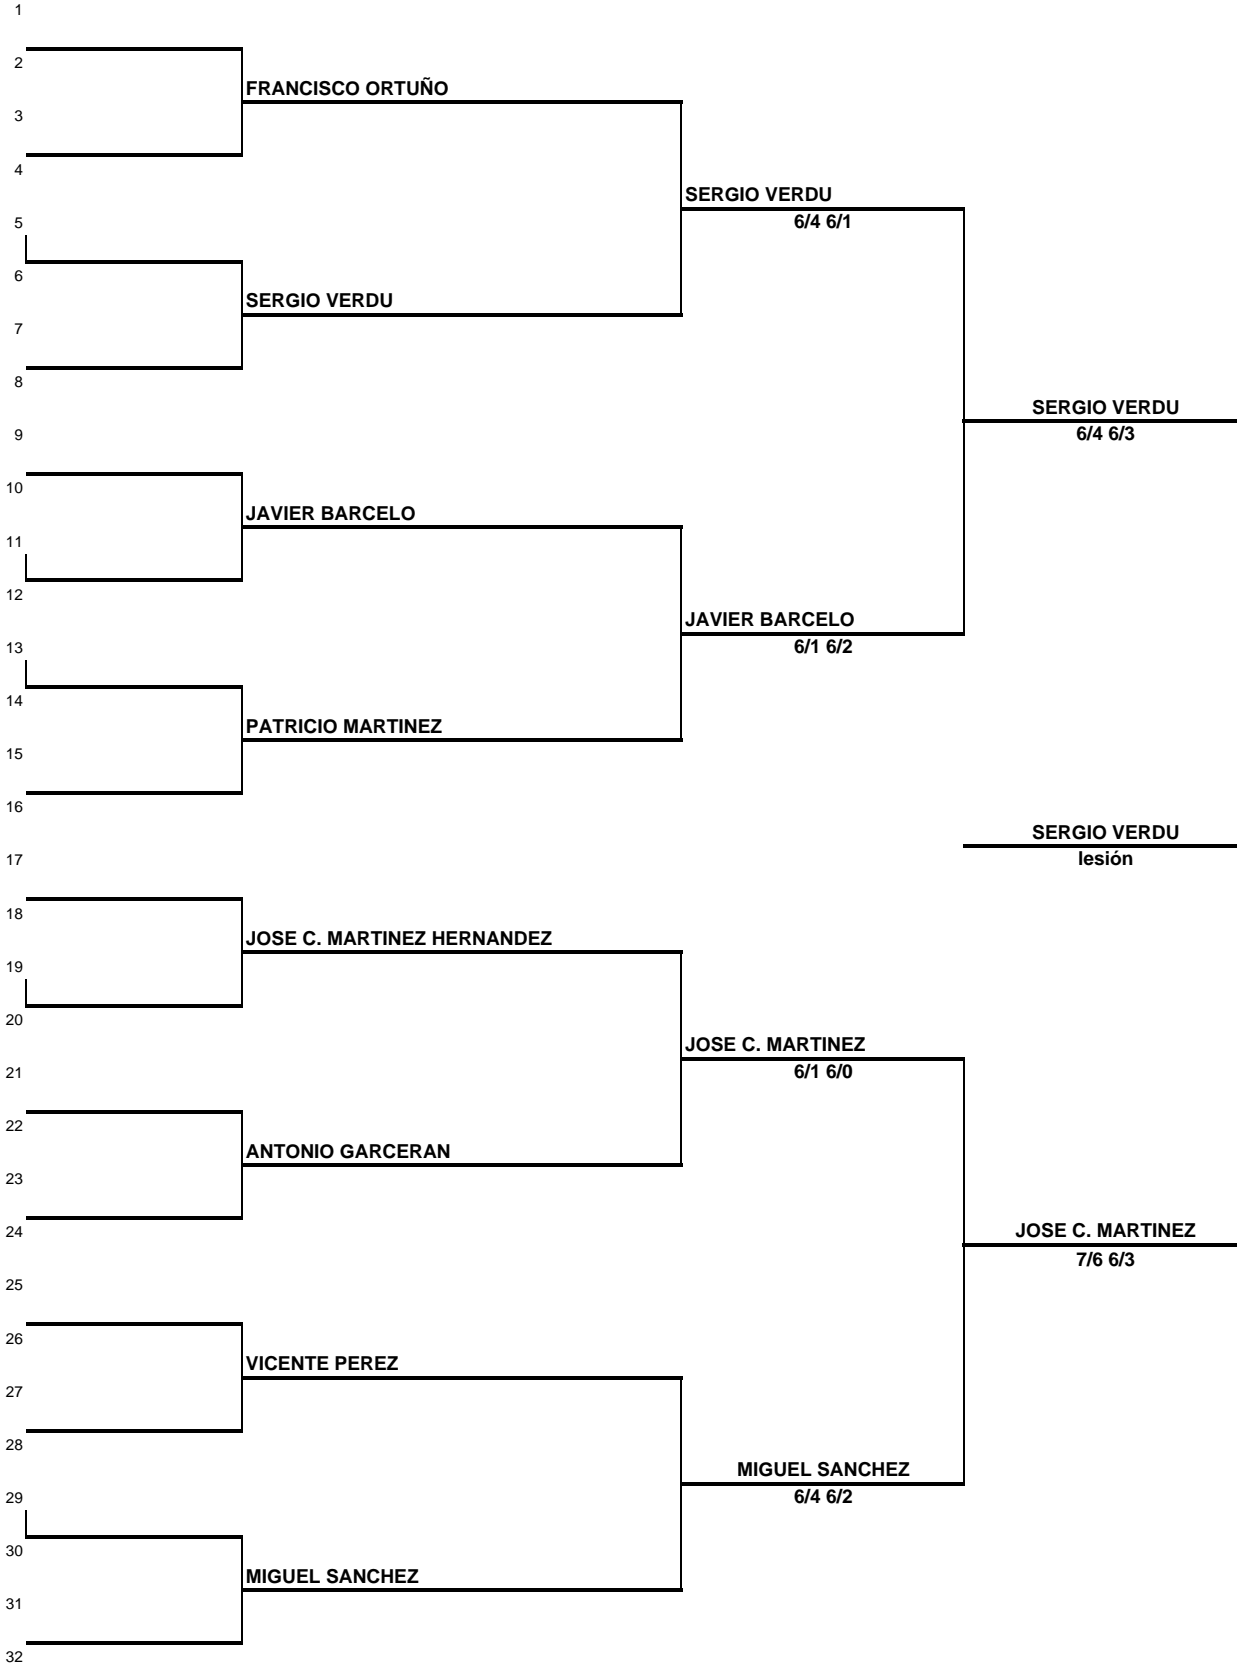 1
2
FRANCISCO ORTUÑO
3
4
SERGIO VERDU
5
6/4 6/1
6
SERGIO VERDU
7
8
SERGIO VERDU
9
6/4 6/3
10
JAVIER BARCELO
11
12
JAVIER BARCELO
13
6/1 6/2
14
PATRICIO MARTINEZ
15
16
SERGIO VERDU
17
lesión
18
JOSE C. MARTINEZ HERNANDEZ
19
20
JOSE C. MARTINEZ
21
6/1 6/0
22
ANTONIO GARCERAN
23
24
JOSE C. MARTINEZ
7/6 6/3
25
26
VICENTE PEREZ
27
28
MIGUEL SANCHEZ
29
6/4 6/2
30
MIGUEL SANCHEZ
31
32